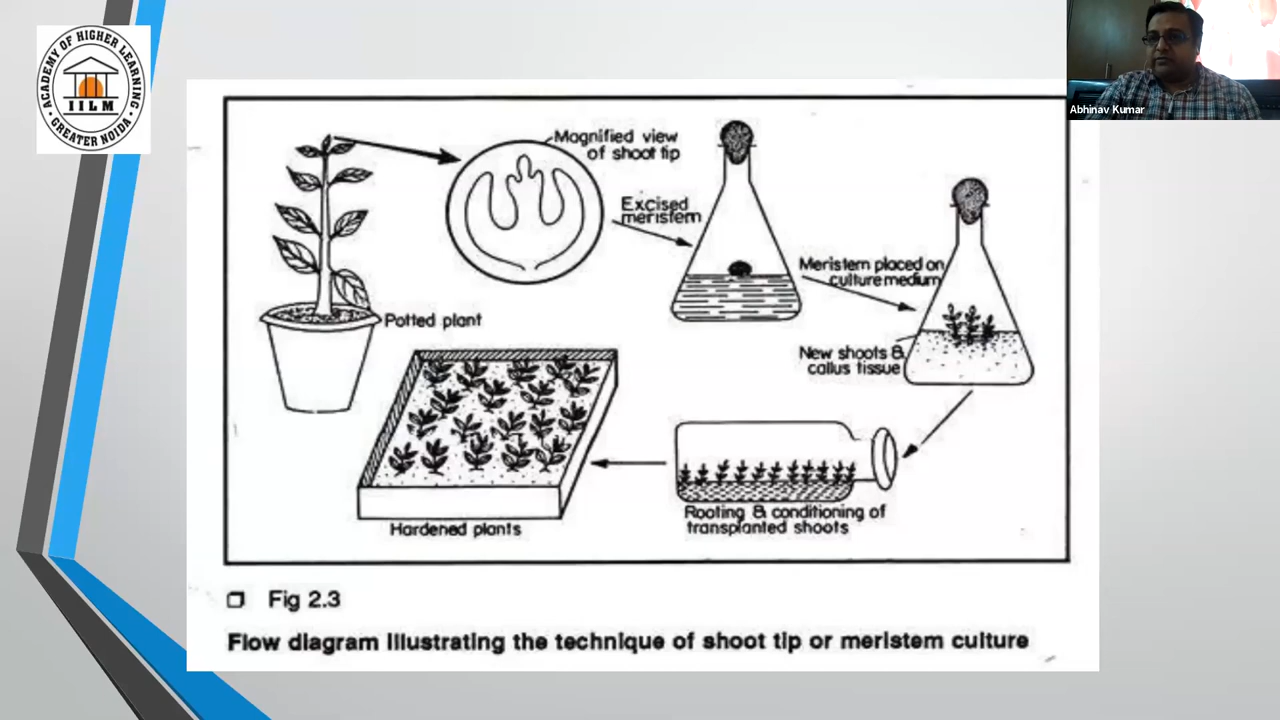 ACADEMY OF HIGHER LEARNING
IILM
GREATER NOIDA
Abhinav Kumar
Magnified view
of shoot tip
Excised
meristem
Meristem placed on
culture medium
Potted plant
New shoots &
callus tissue
Rooting & conditioning of
transplanted shoots
Hardened plants
Fig 2.3
Flow diagram illustrating the technique of shoot tip or meristem culture